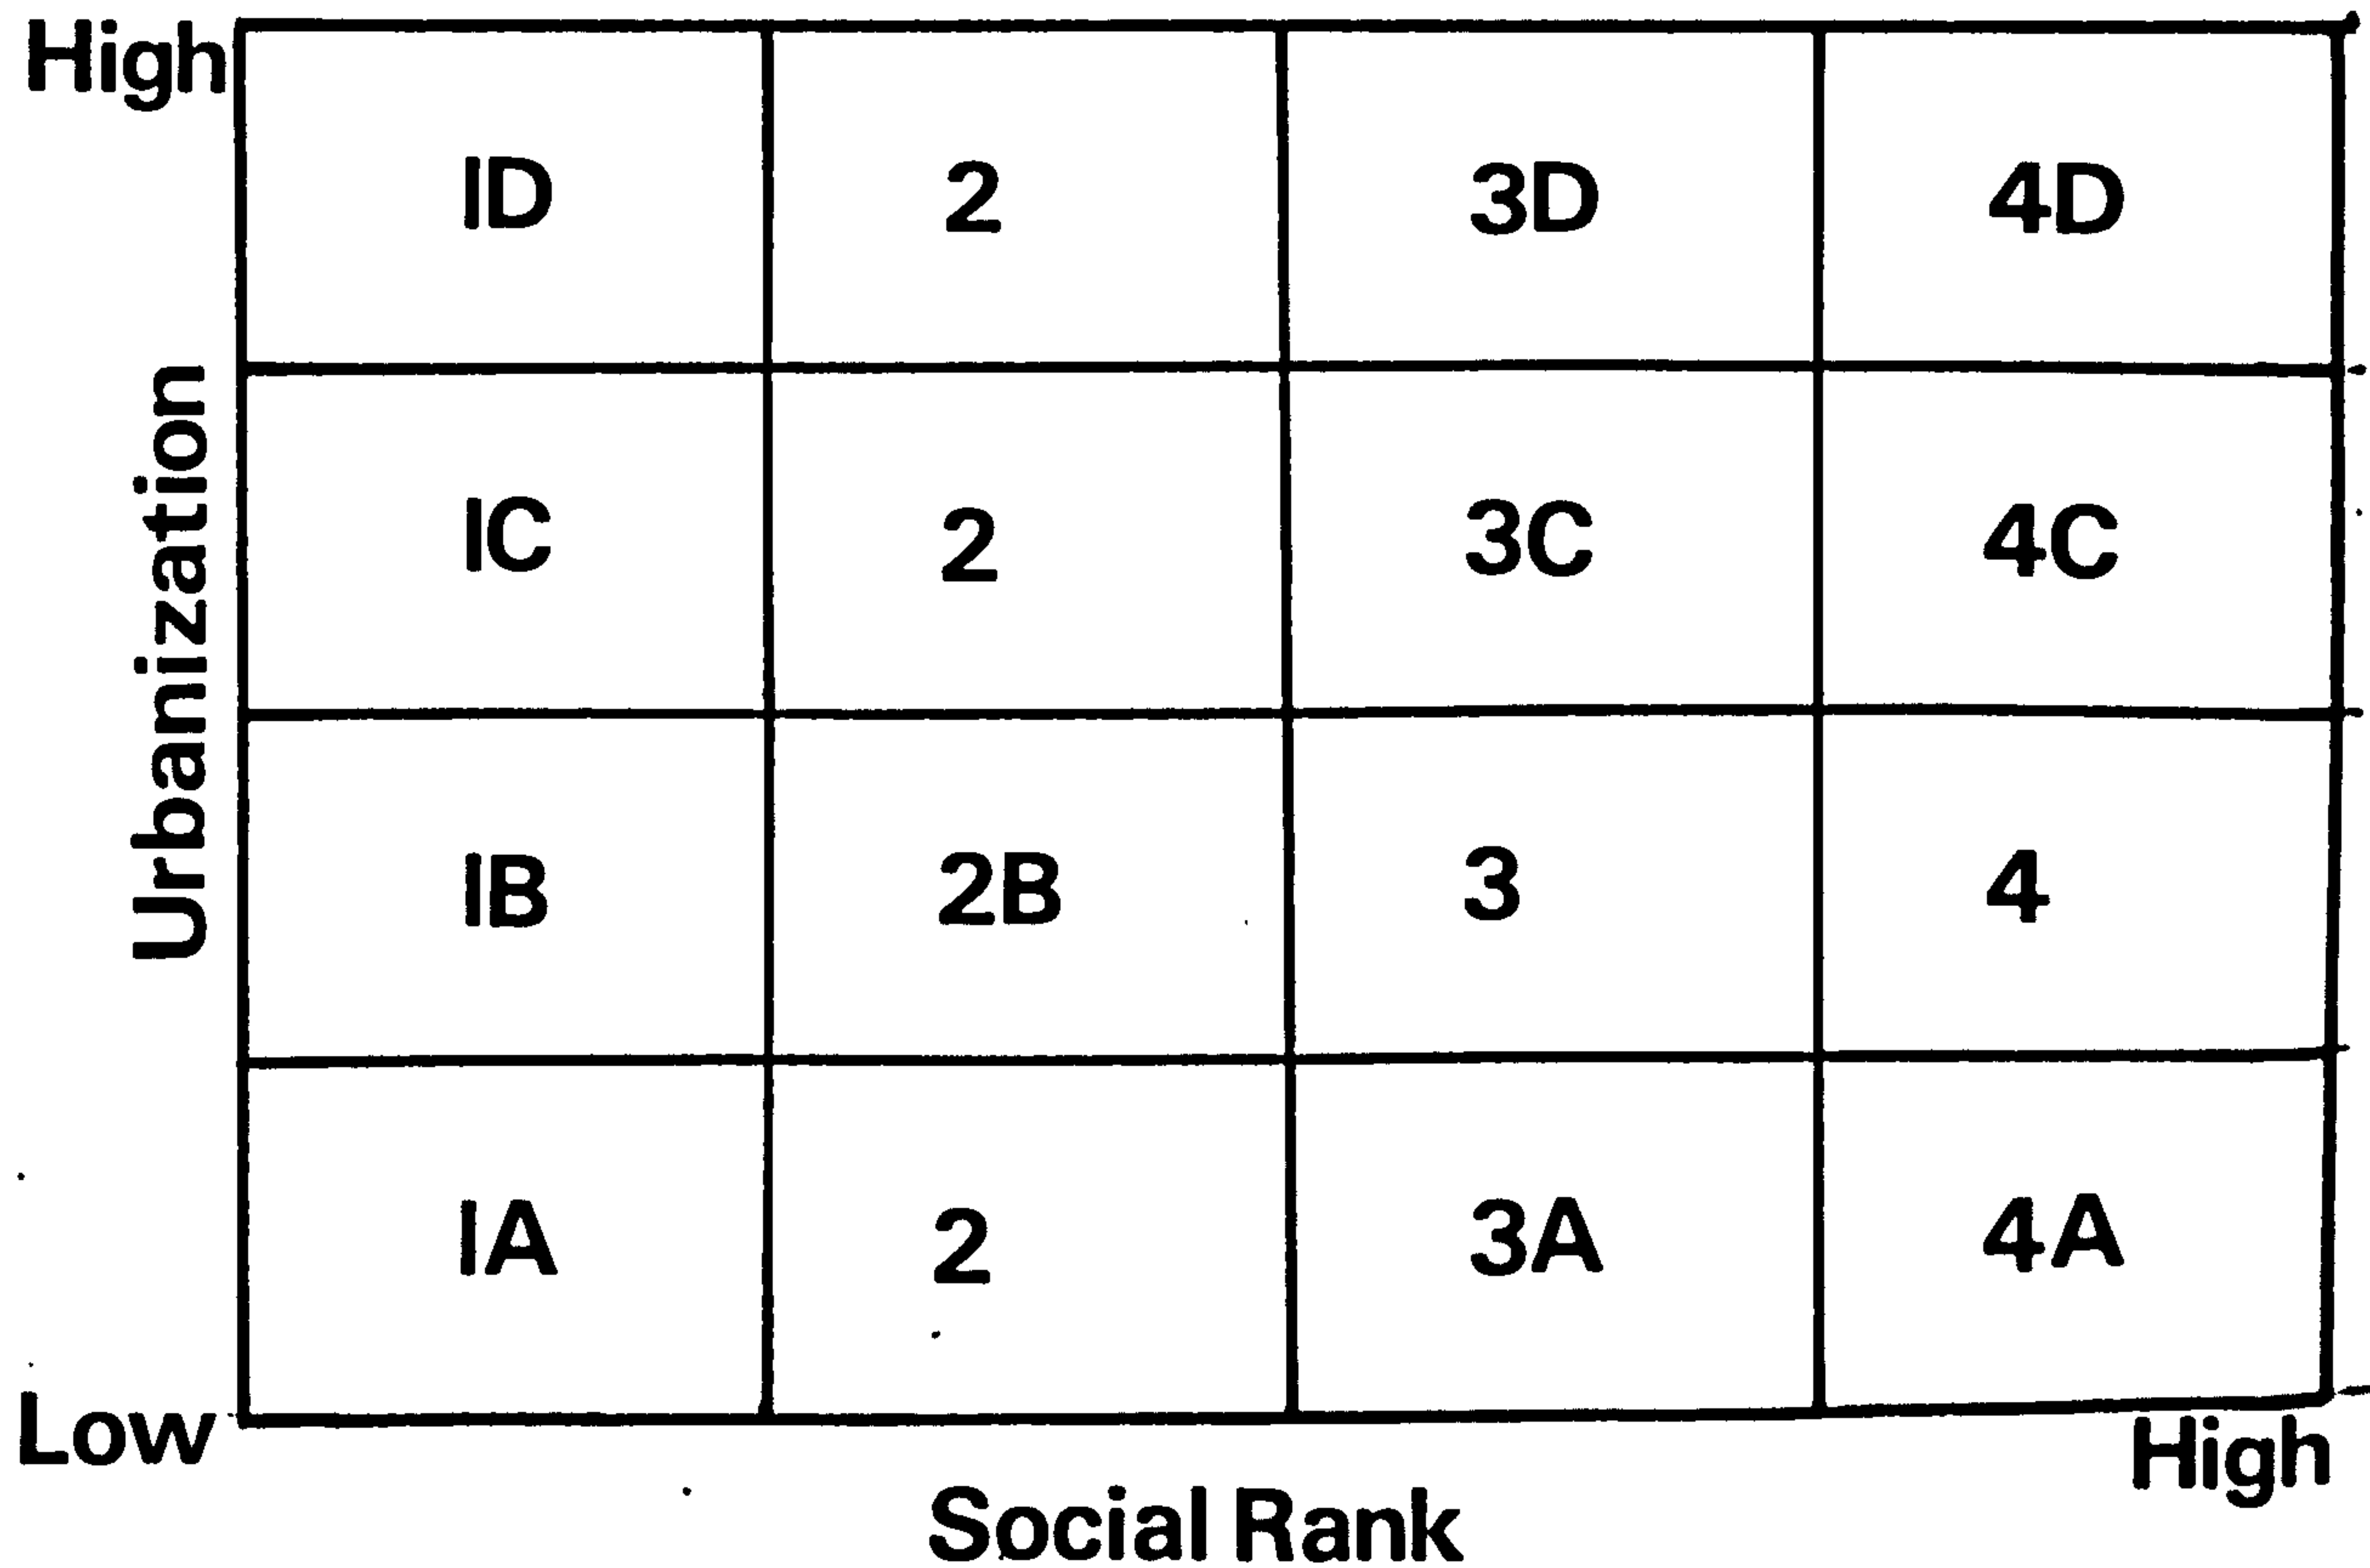 High
ID 2 3D 4D
IC 2 3C 4C
Urbanization
IB 2B 3 4
IA 2 3A 4A
Low
High
Social Rank